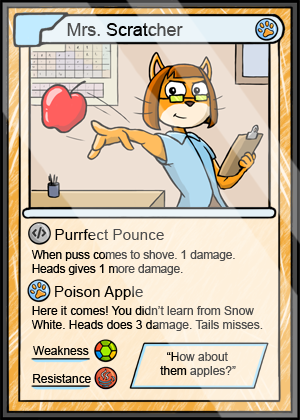 Mrs. Scratcher
Purrfect Pounce
When puss comes to shove. 1 damage.
Heads gives 1 more damage.
Poison Apple
Here it comes! You didn't learn from Snow
White. Heads does 3 damage. Tails misses.
Weakness
Resistance
“How about
them apples?”